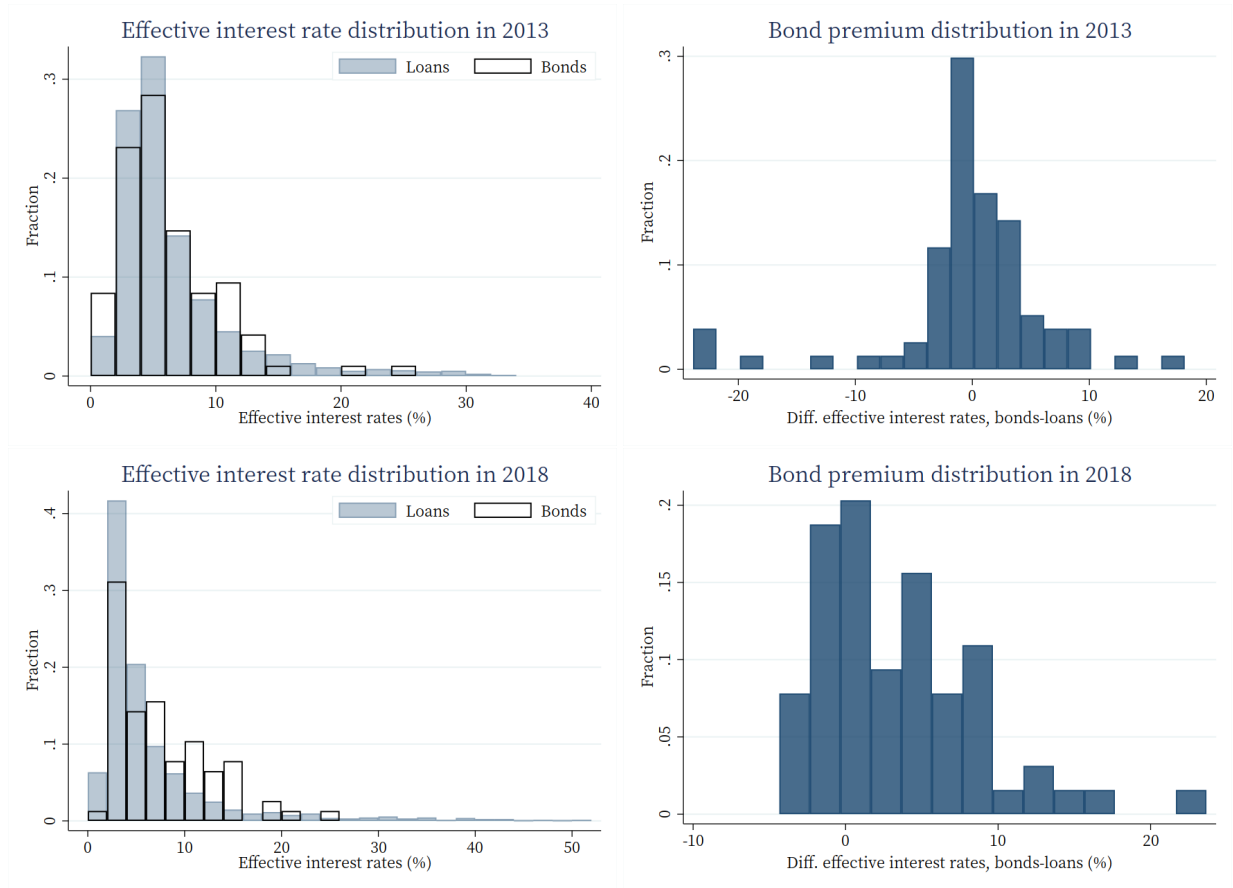 Effective interest rate distribution in 2013
Loans Bonds
Fraction
.3
.2
.1
0
0 10 20 30 40
Effective interest rates (%)
Bond premium distribution in 2013
Fraction
.3
.2
.1
0
-20 -10 0 10 20
Diff. effective interest rates, bonds-loans (%)
Effective interest rate distribution in 2018
Loans Bonds
Fraction
.4
.3
.2
.1
0
0 10 20 30 40 50
Effective interest rates (%)
Bond premium distribution in 2018
Fraction
.2
.15
.1
.05
0
-10 0 10 20
Diff. effective interest rates, bonds-loans (%)